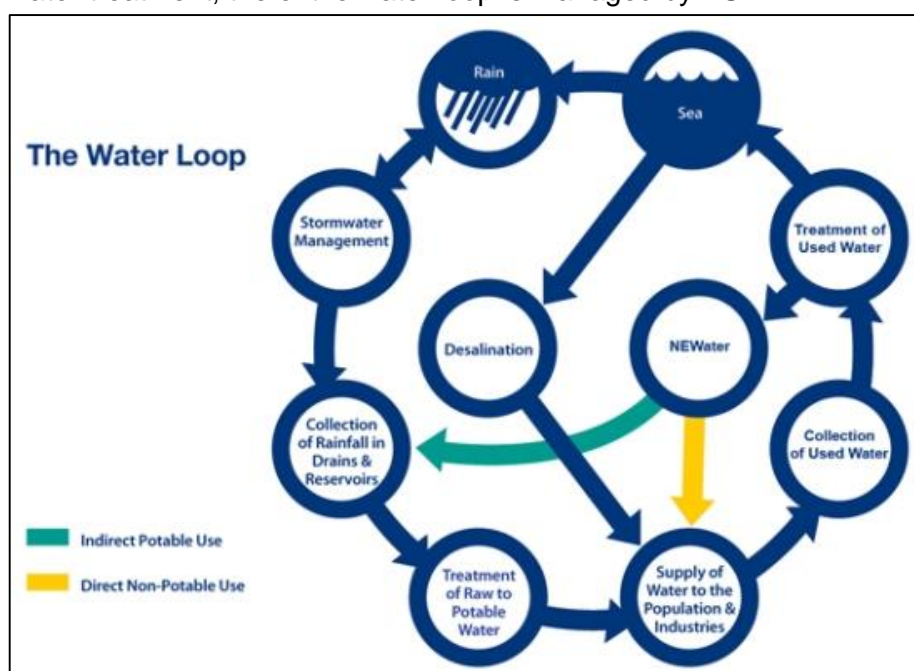 The Water Loop
Rain
Sea
Stormwater
Management
Treatment of
Used Water
Desalination
NEWater
Collection
of Rainfall in
Drains &
Reservoirs
Collection
of Used Water
Treatment
of Raw to
Potable
Water
Supply of
Water to the
Population &
Industries
Indirect Potable Use
Direct Non-Potable Use